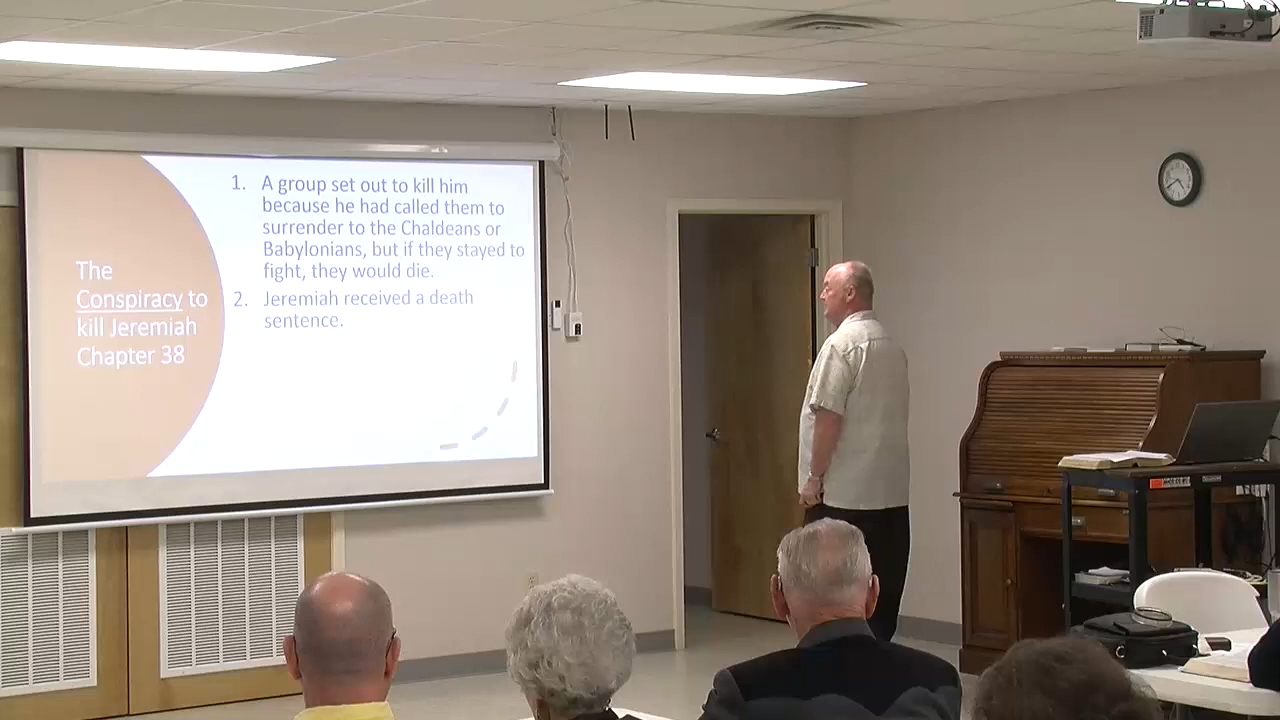 The
Conspiracy to
kill Jeremiah
Chapter 38
1. A group set out to kill him
because he had called them to
surrender to the Chaldeans or
Babylonians, but if they stayed to
fight, they would die.
2. Jeremiah received a death
sentence.